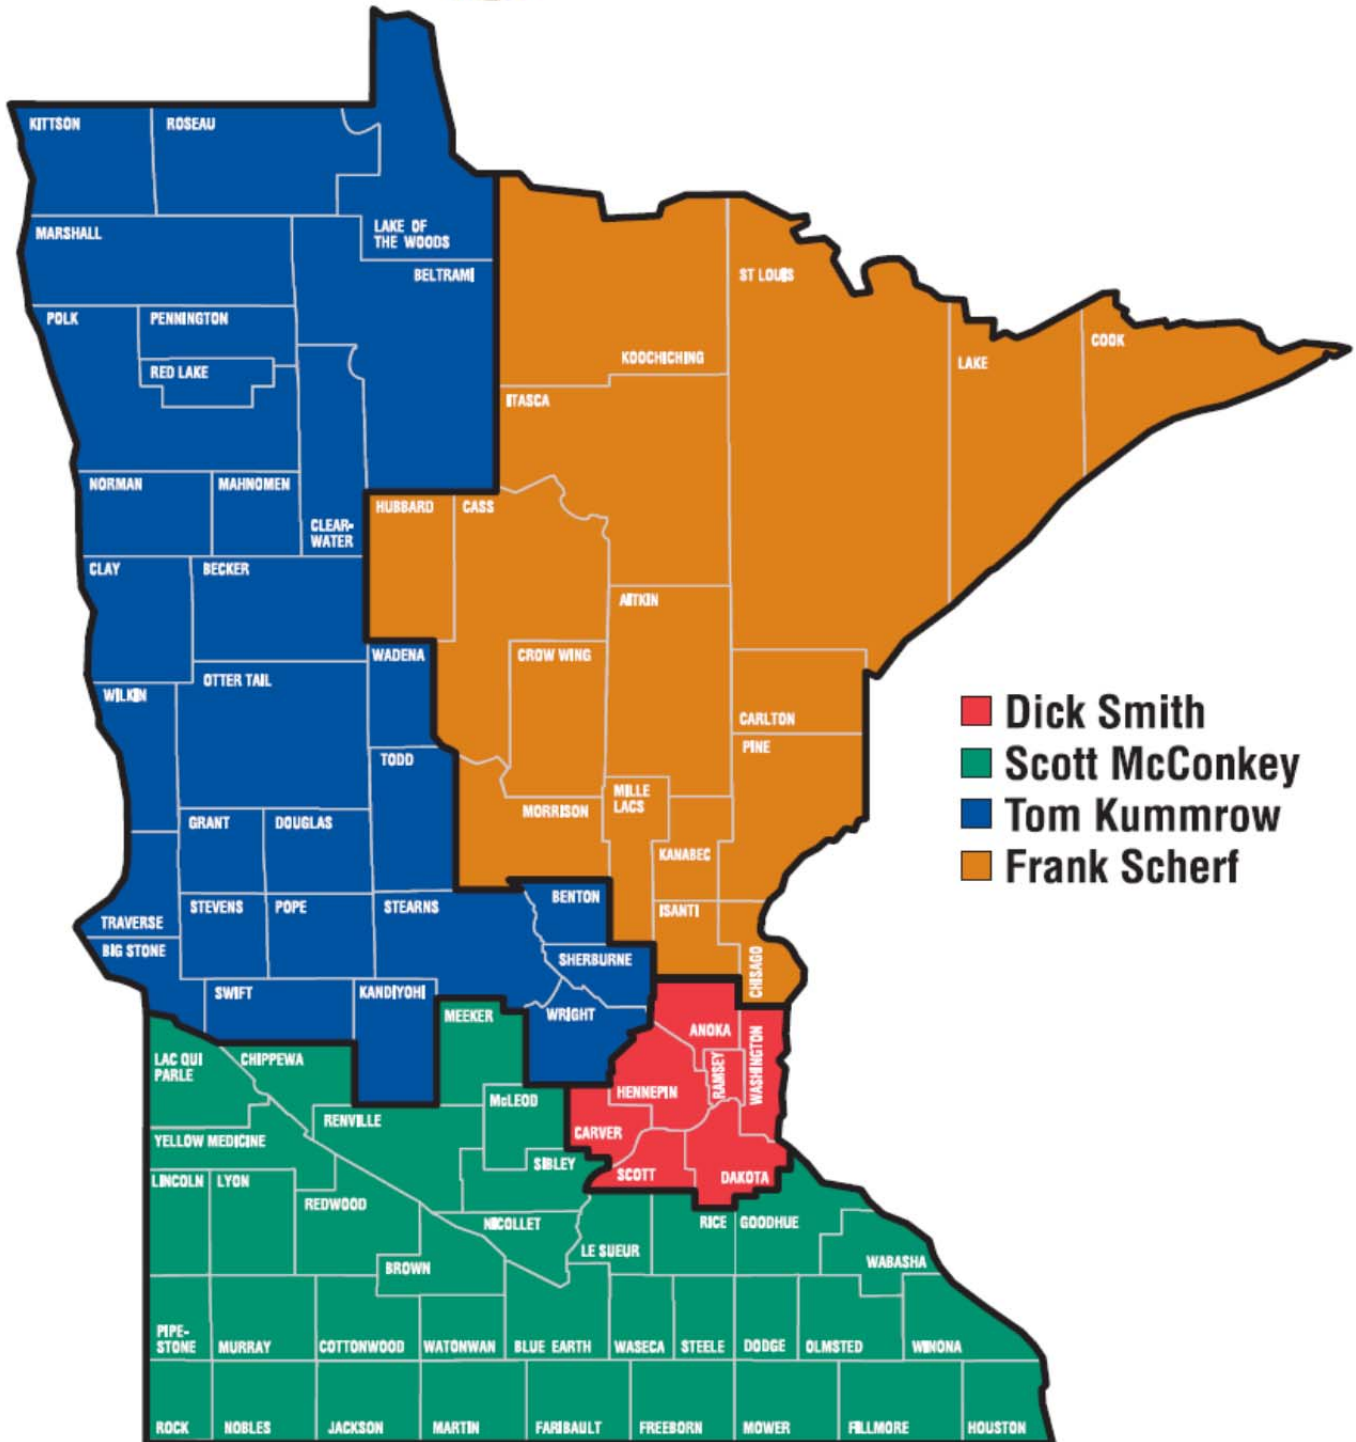 KITTSON
ROSEAU
LAKE OF
THE WOODS
MARSHALL
BELTRAMI
ST LOUIS
POLK
PENNINGTON
COOK
KOOCHICHING
LAKE
RED LAKE
ITASCA
NORMAN
MAHNOMEN
HUBBARD
CASS
CLEAR-
WATER
CLAY
BECKER
AITKIN
WADENA
CROW WING
OTTER TAIL
WILKIN
CARLTON
PINE
TODD
MILLE
LACS
MORRISON
GRANT
DOUGLAS
KANABEC
BENTON
STEVENS
POPE
STEARNS
ISANTI
TRAVERSE
BIG STONE
SHERBURNE
CHISAGO
SWIFT
KANDIYOHI
MEEKER
WRIGHT
ANOKA
LAC QUI
PARLE
CHIPPEWA
RAMSEY
WASHINGTON
HENNEPIN
McLEOD
RENVILLE
CARVER
YELLOW MEDICINE
SIBLEY
SCOTT
DAKOTA
LINCOLN
LYON
REDWOOD
NICOLLET
RICE
GOODHUE
LE SUEUR
BROWN
WABASHA
PIPE-
STONE
MURRAY
COTTONWOOD
WATONWAN
BLUE EARTH
WASECA
STEELE
DODGE
OLMSTED
WINONA
ROCK
NOBLES
JACKSON
MARTIN
FARIBAULT
FREEBORN
MOWER
FILLMORE
HOUSTON
Dick Smith
Scott McConkey
Tom Kummrow
Frank Scherf